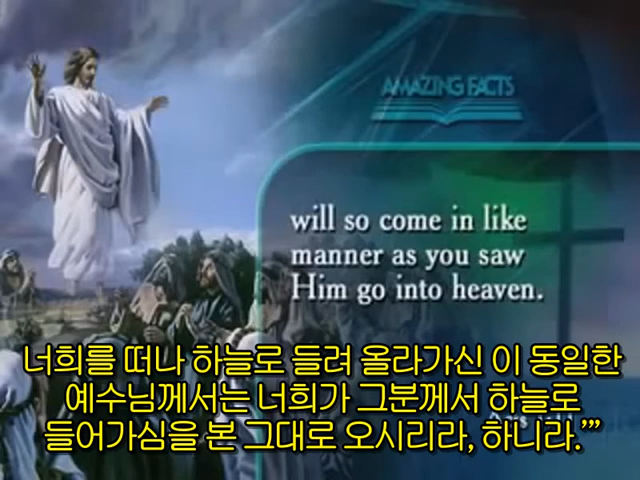 AMAZING FACTS
will so come in like
manner as you saw
Him go into heaven.
너희를 떠나 하늘로 들려 올라가신 이 동일한
예수님께서는 너희가 그분께서 하늘로
들어가심을 본 그대로 오시리라, 하니라.’”